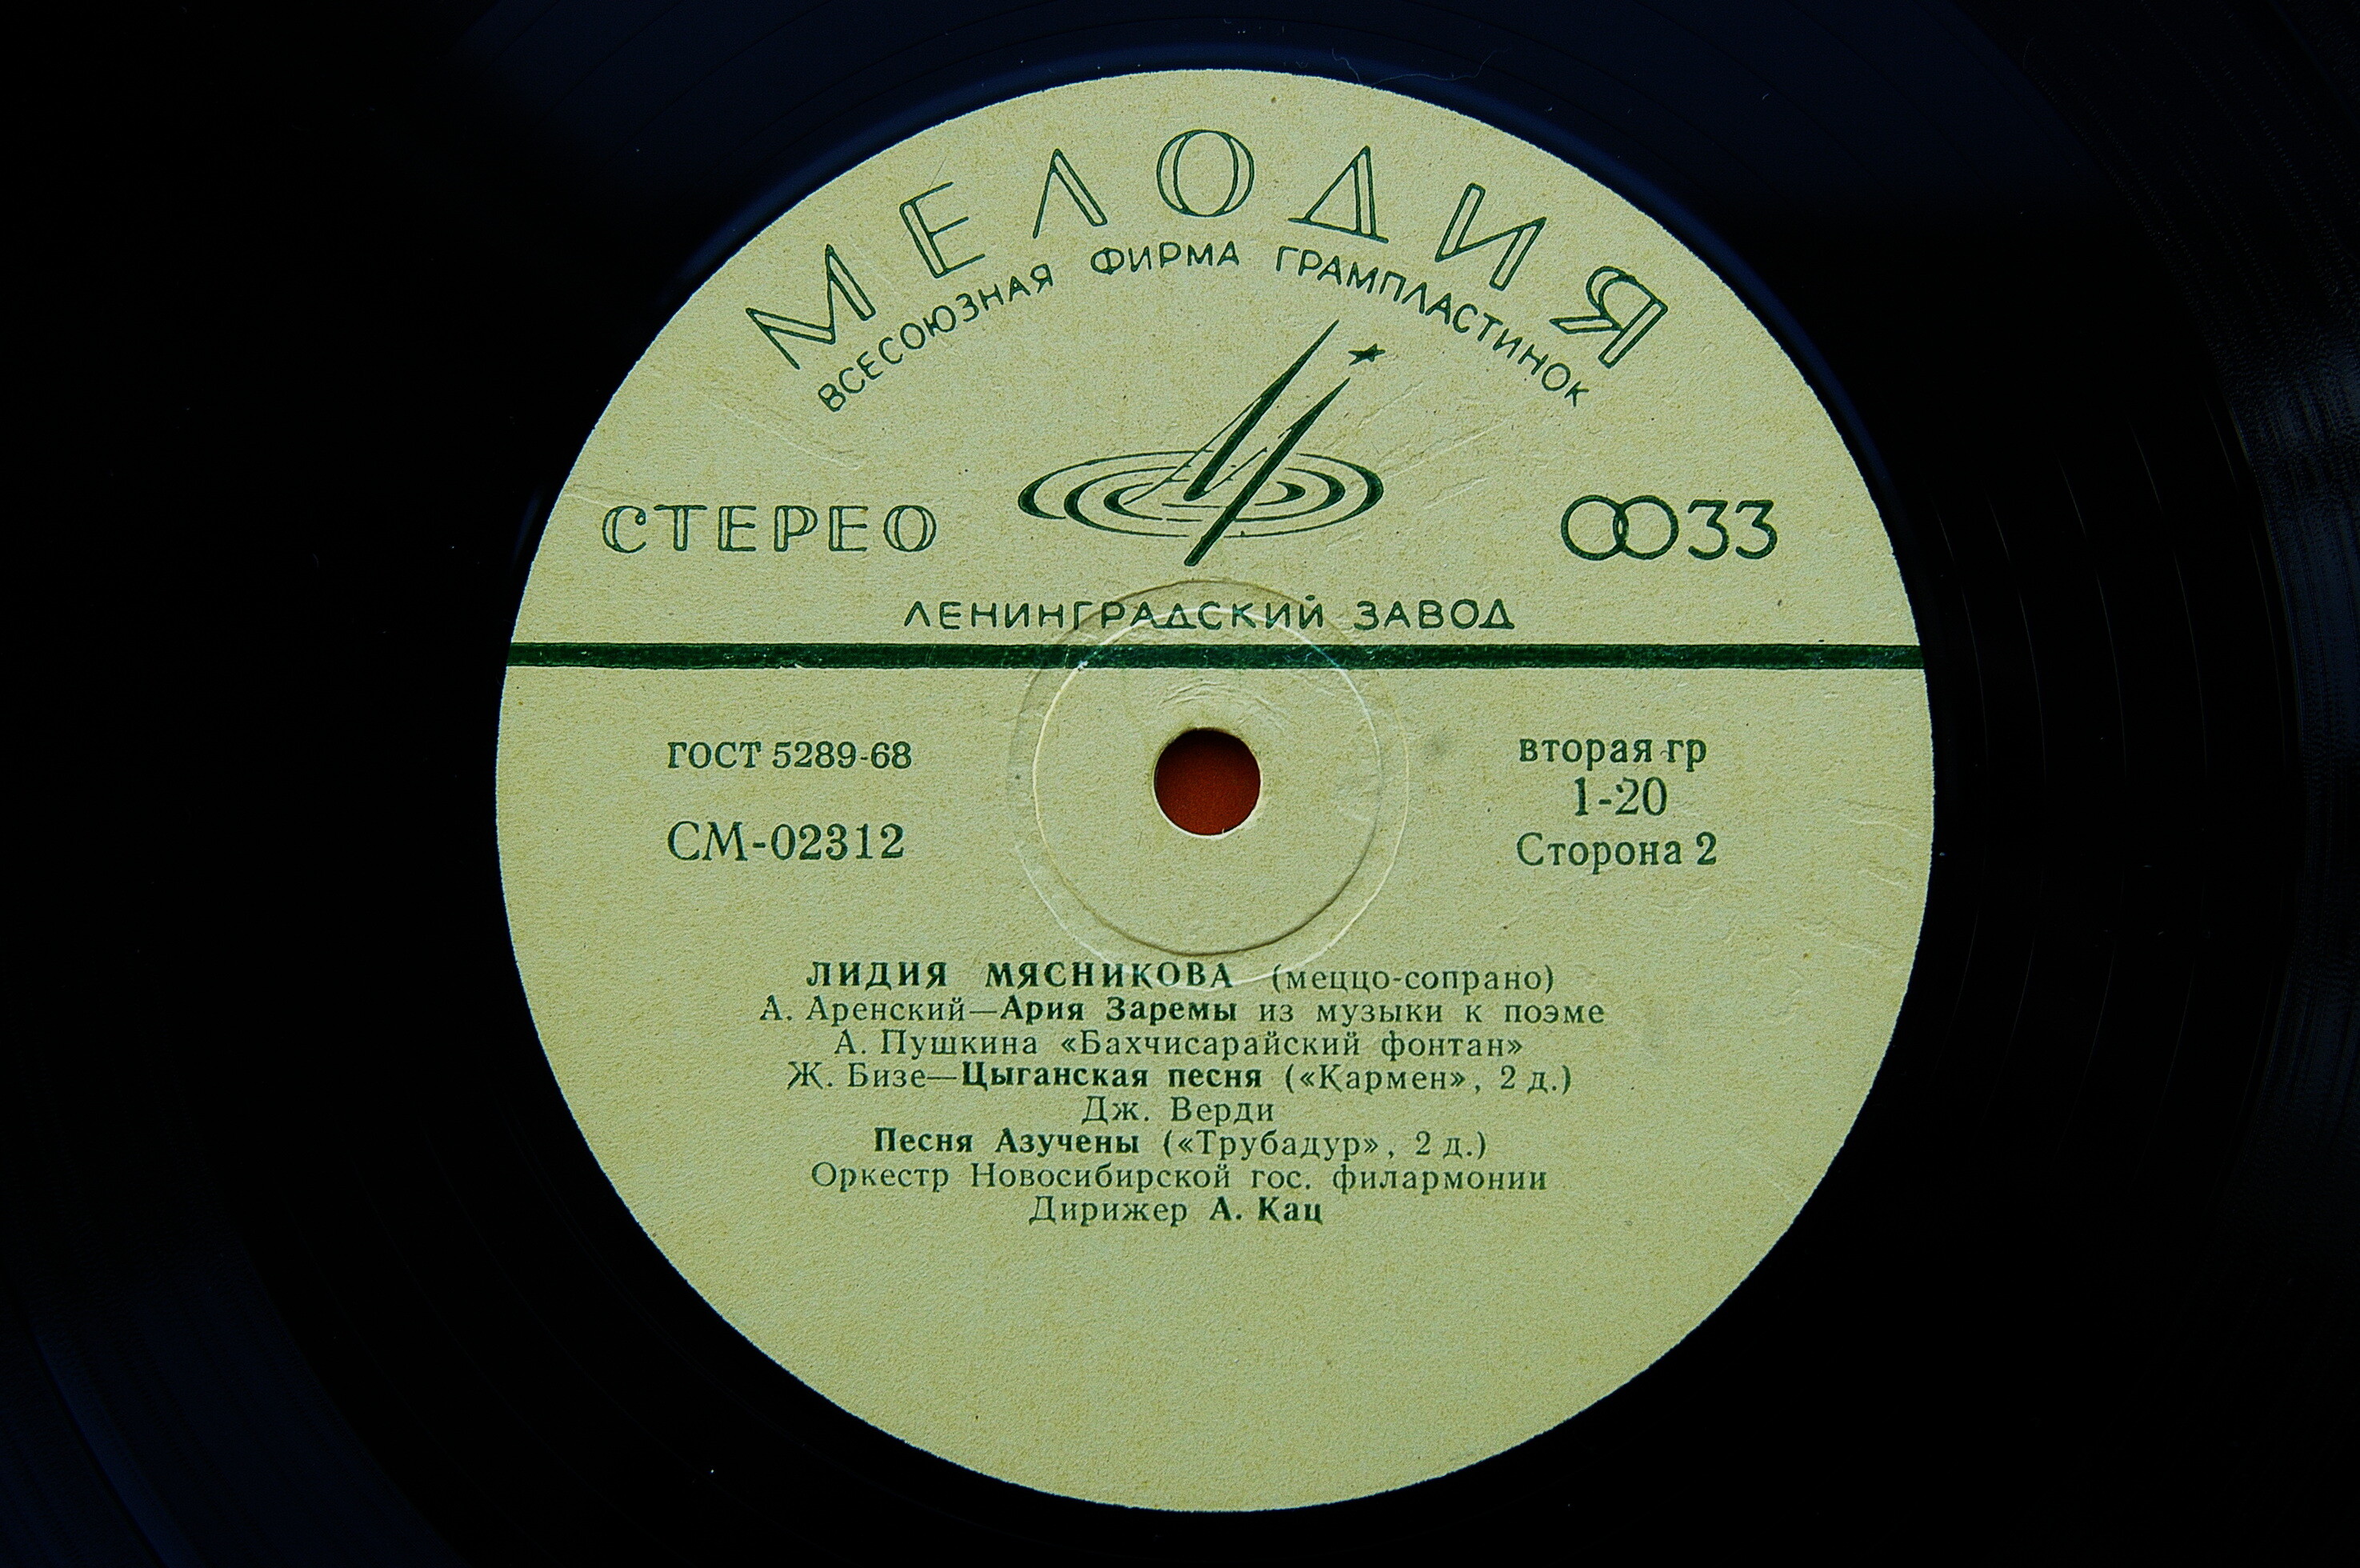 МЕЛОДИЯ
ВСЕСОЮЗНАЯ ФИРМА ГРАМПЛАСТИНОК
СТЕРЕО
33
ЛЕНИНГРАДСКИЙ ЗАВОД
ГОСТ 5289-68
СМ-02312
вторая гр
1-20
Сторона 2
ЛИДИЯ МЯСНИКОВА (меццо-сопрано)
А. Аренский—Ария Заремы из музыки к поэме
А. Пушкина «Бахчисарайский фонтан»
Ж. Бизе—Цыганская песня («Кармен», 2 д.)
Дж. Верди
Песня Азучены («Трубадур», 2 д.)
Оркестр Новосибирской гос. филармонии
Дирижер А. Кац